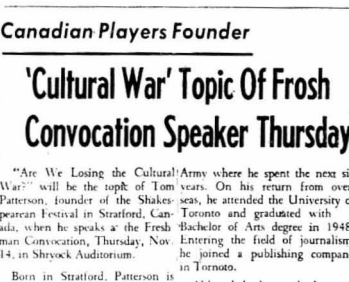 Canadian Players Founder
'Cultural War' Topic Of Frosh
Convocation Speaker Thursday
"Are We Losing the Cultural
War?" will be the topic of Tom
Patterson, founder of the Shakes-
pearean Festival in Stratford, Can-
ada, when he speaks at the Fresh
man Convocation, Thursday, Nov.
14, in Shryock Auditorium.
Born in Stratford, Patterson is
Army where he spent the next si
years. On his return from over
seas, he attended the University o
Toronto and graduated with
Bachelor of Arts degree in 1948
Entering the field of journalism
he joined a publishing compan
in Tornoto.